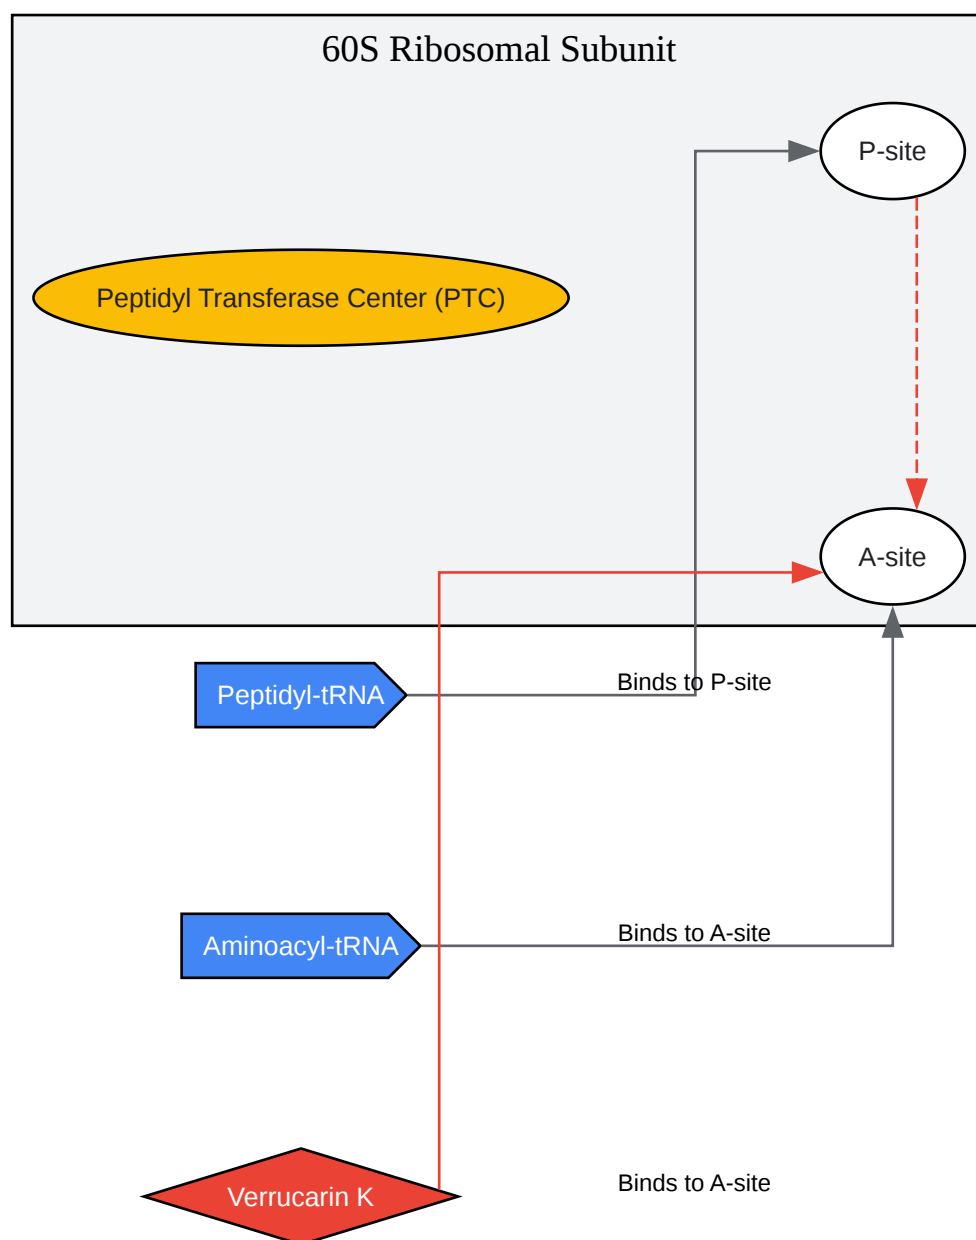 60S Ribosomal Subunit
P-site
Peptidyl Transferase Center (PTC)
A-site
Peptidyl-tRNA
Binds to P-site
Aminoacyl-tRNA
Binds to A-site
Verrucarin K
Binds to A-site